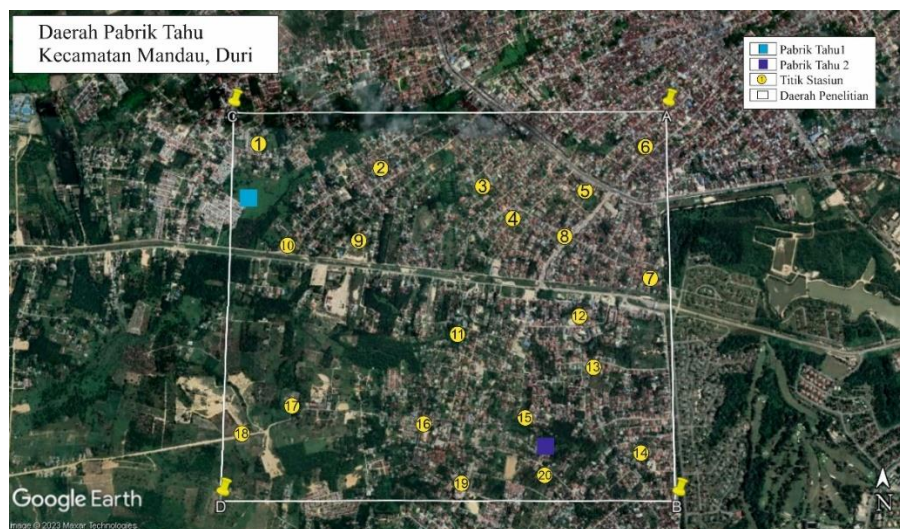 Daerah Pabrik Tahu
Kecamatan Mandau, Duri
Pabrik Tahu1
Pabrik Tahu 2
1 Titik Stasiun
Daerah Penelitian
C
A
1
6
2
3
5
4
8
9
10
7
12
11
13
17
15
16
18
14
20
19
D
B
N
Google Earth
Image © 2023 Maxar Technologies